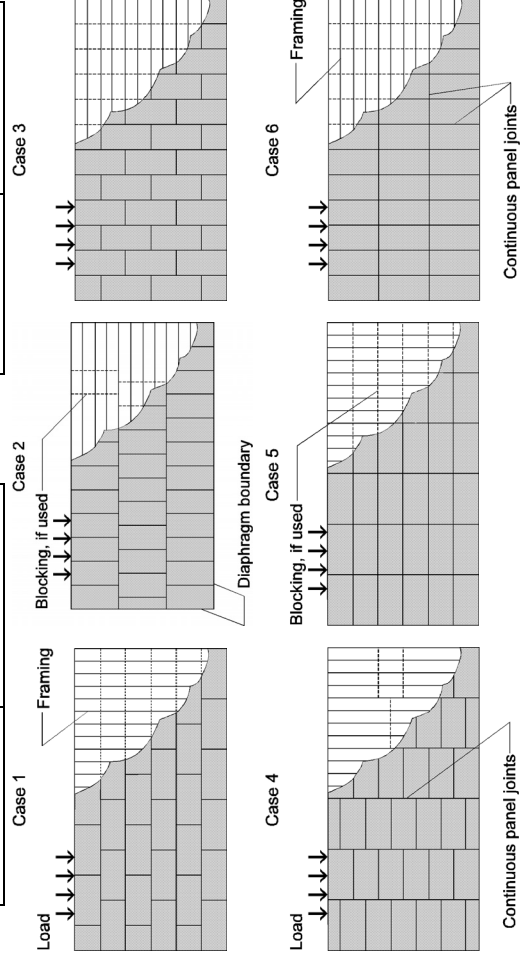 Case 1
Load
Framing
Case 2
Blocking, if used
Diaphragm boundary
Case 3
Case 4
Load
Continuous panel joints
Case 5
Blocking, if used
Case 6
Framing
Continuous panel joints